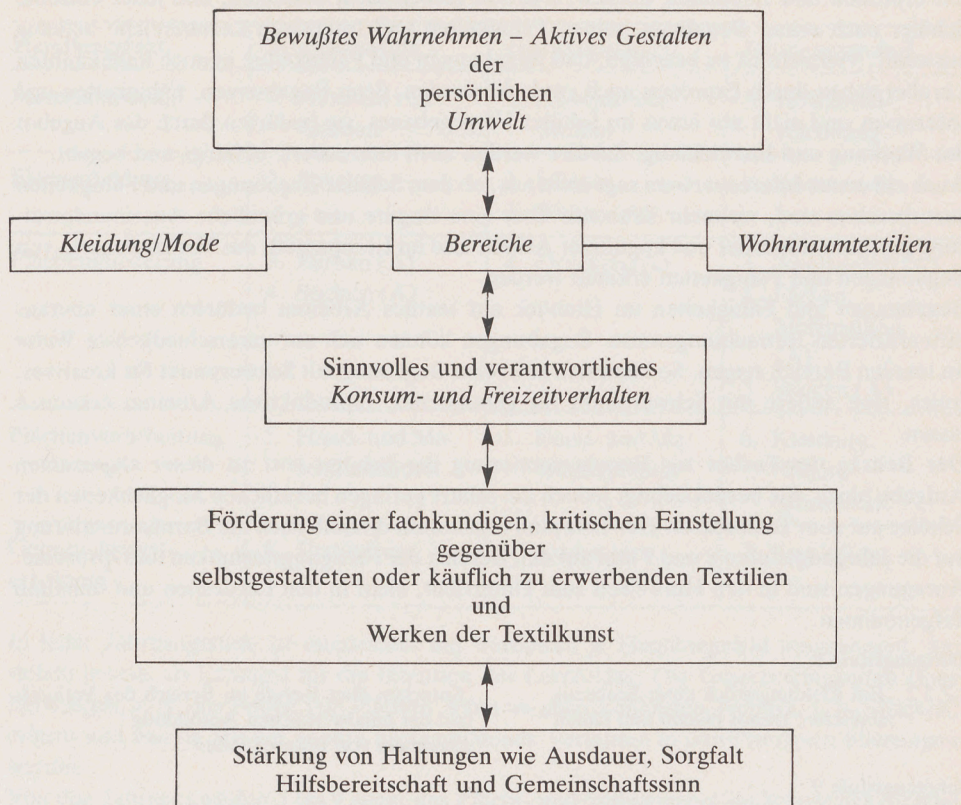 Bewußtes Wahrnehmen – Aktives Gestalten
der
persönlichen
Umwelt
Kleidung/Mode
Bereiche
Wohnraumtextilien
Sinnvolles und verantwortliches
Konsum- und Freizeitverhalten
Förderung einer fachkundigen, kritischen Einstellung
gegenüber
selbstgestalteten oder käuflich zu erwerbenden Textilien
und
Werken der Textilkunst
Stärkung von Haltungen wie Ausdauer, Sorgfalt
Hilfsbereitschaft und Gemeinschaftssinn